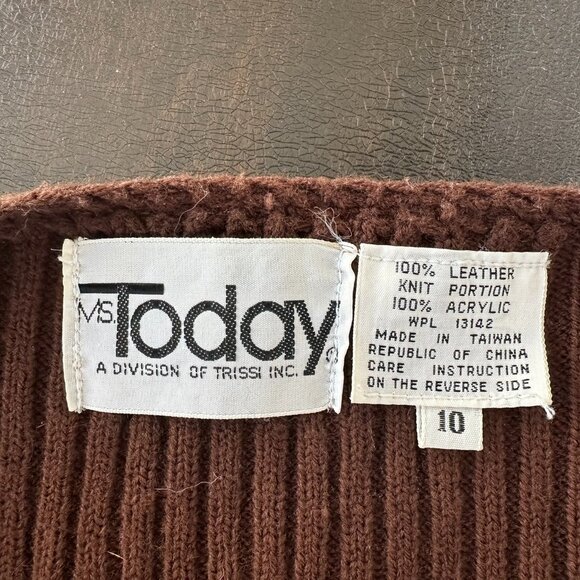 MS. Today
A DIVISION OF TRISSI INC.
100% LEATHER
KNIT PORTION
100% ACRYLIC
WPL 13142
MADE IN TAIWAN
REPUBLIC OF CHINA
CARE INSTRUCTION
ON THE REVERSE SIDE
10